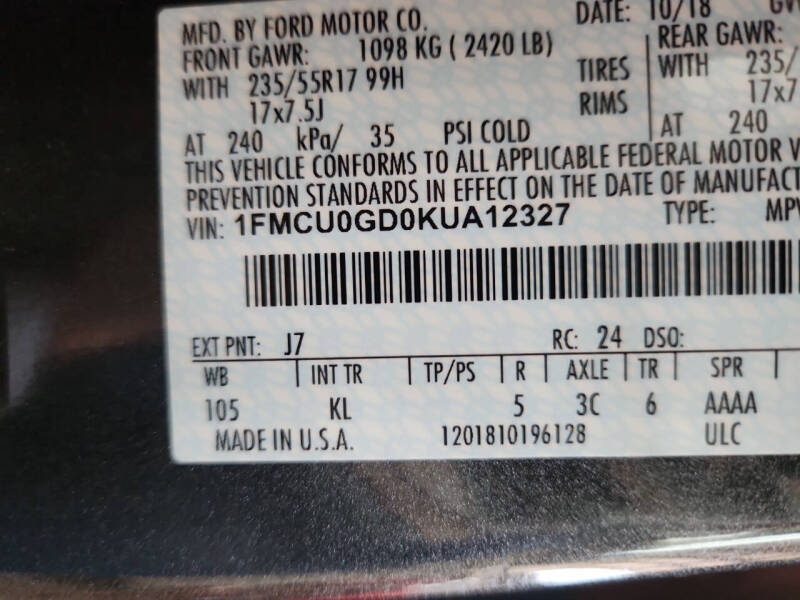 MFD. BY FORD MOTOR CO. DATE: 10/18
FRONT GAWR: 1098 KG ( 2420 LB) REAR GAWR:
WITH 235/55R17 99H TIRES WITH 235/
17x7.5J RIMS 17x7
AT 240 kPa/ 35 PSI COLD AT 240
THIS VEHICLE CONFORMS TO ALL APPLICABLE FEDERAL MOTOR V
PREVENTION STANDARDS IN EFFECT ON THE DATE OF MANUFACT
VIN: 1FMCU0GD0KUA12327 TYPE: MPV
EXT PNT: J7 RC: 24 DSO:
WB INT TR TP/PS R AXLE TR SPR
105 KL 5 3C 6 AAAA
MADE IN U.S.A. 1201810196128 ULC